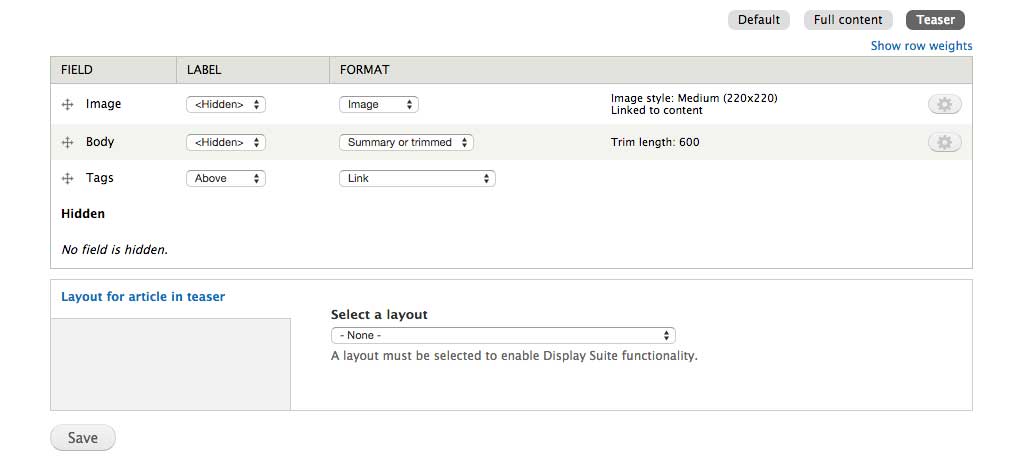 Default Full content Teaser
Show row weights
FIELD LABEL FORMAT
Image <Hidden> Image Image style: Medium (220x220)
Linked to content
Body <Hidden> Summary or trimmed Trim length: 600
Tags Above Link
Hidden
No field is hidden.
Layout for article in teaser
Select a layout
- None -
A layout must be selected to enable Display Suite functionality.
Save